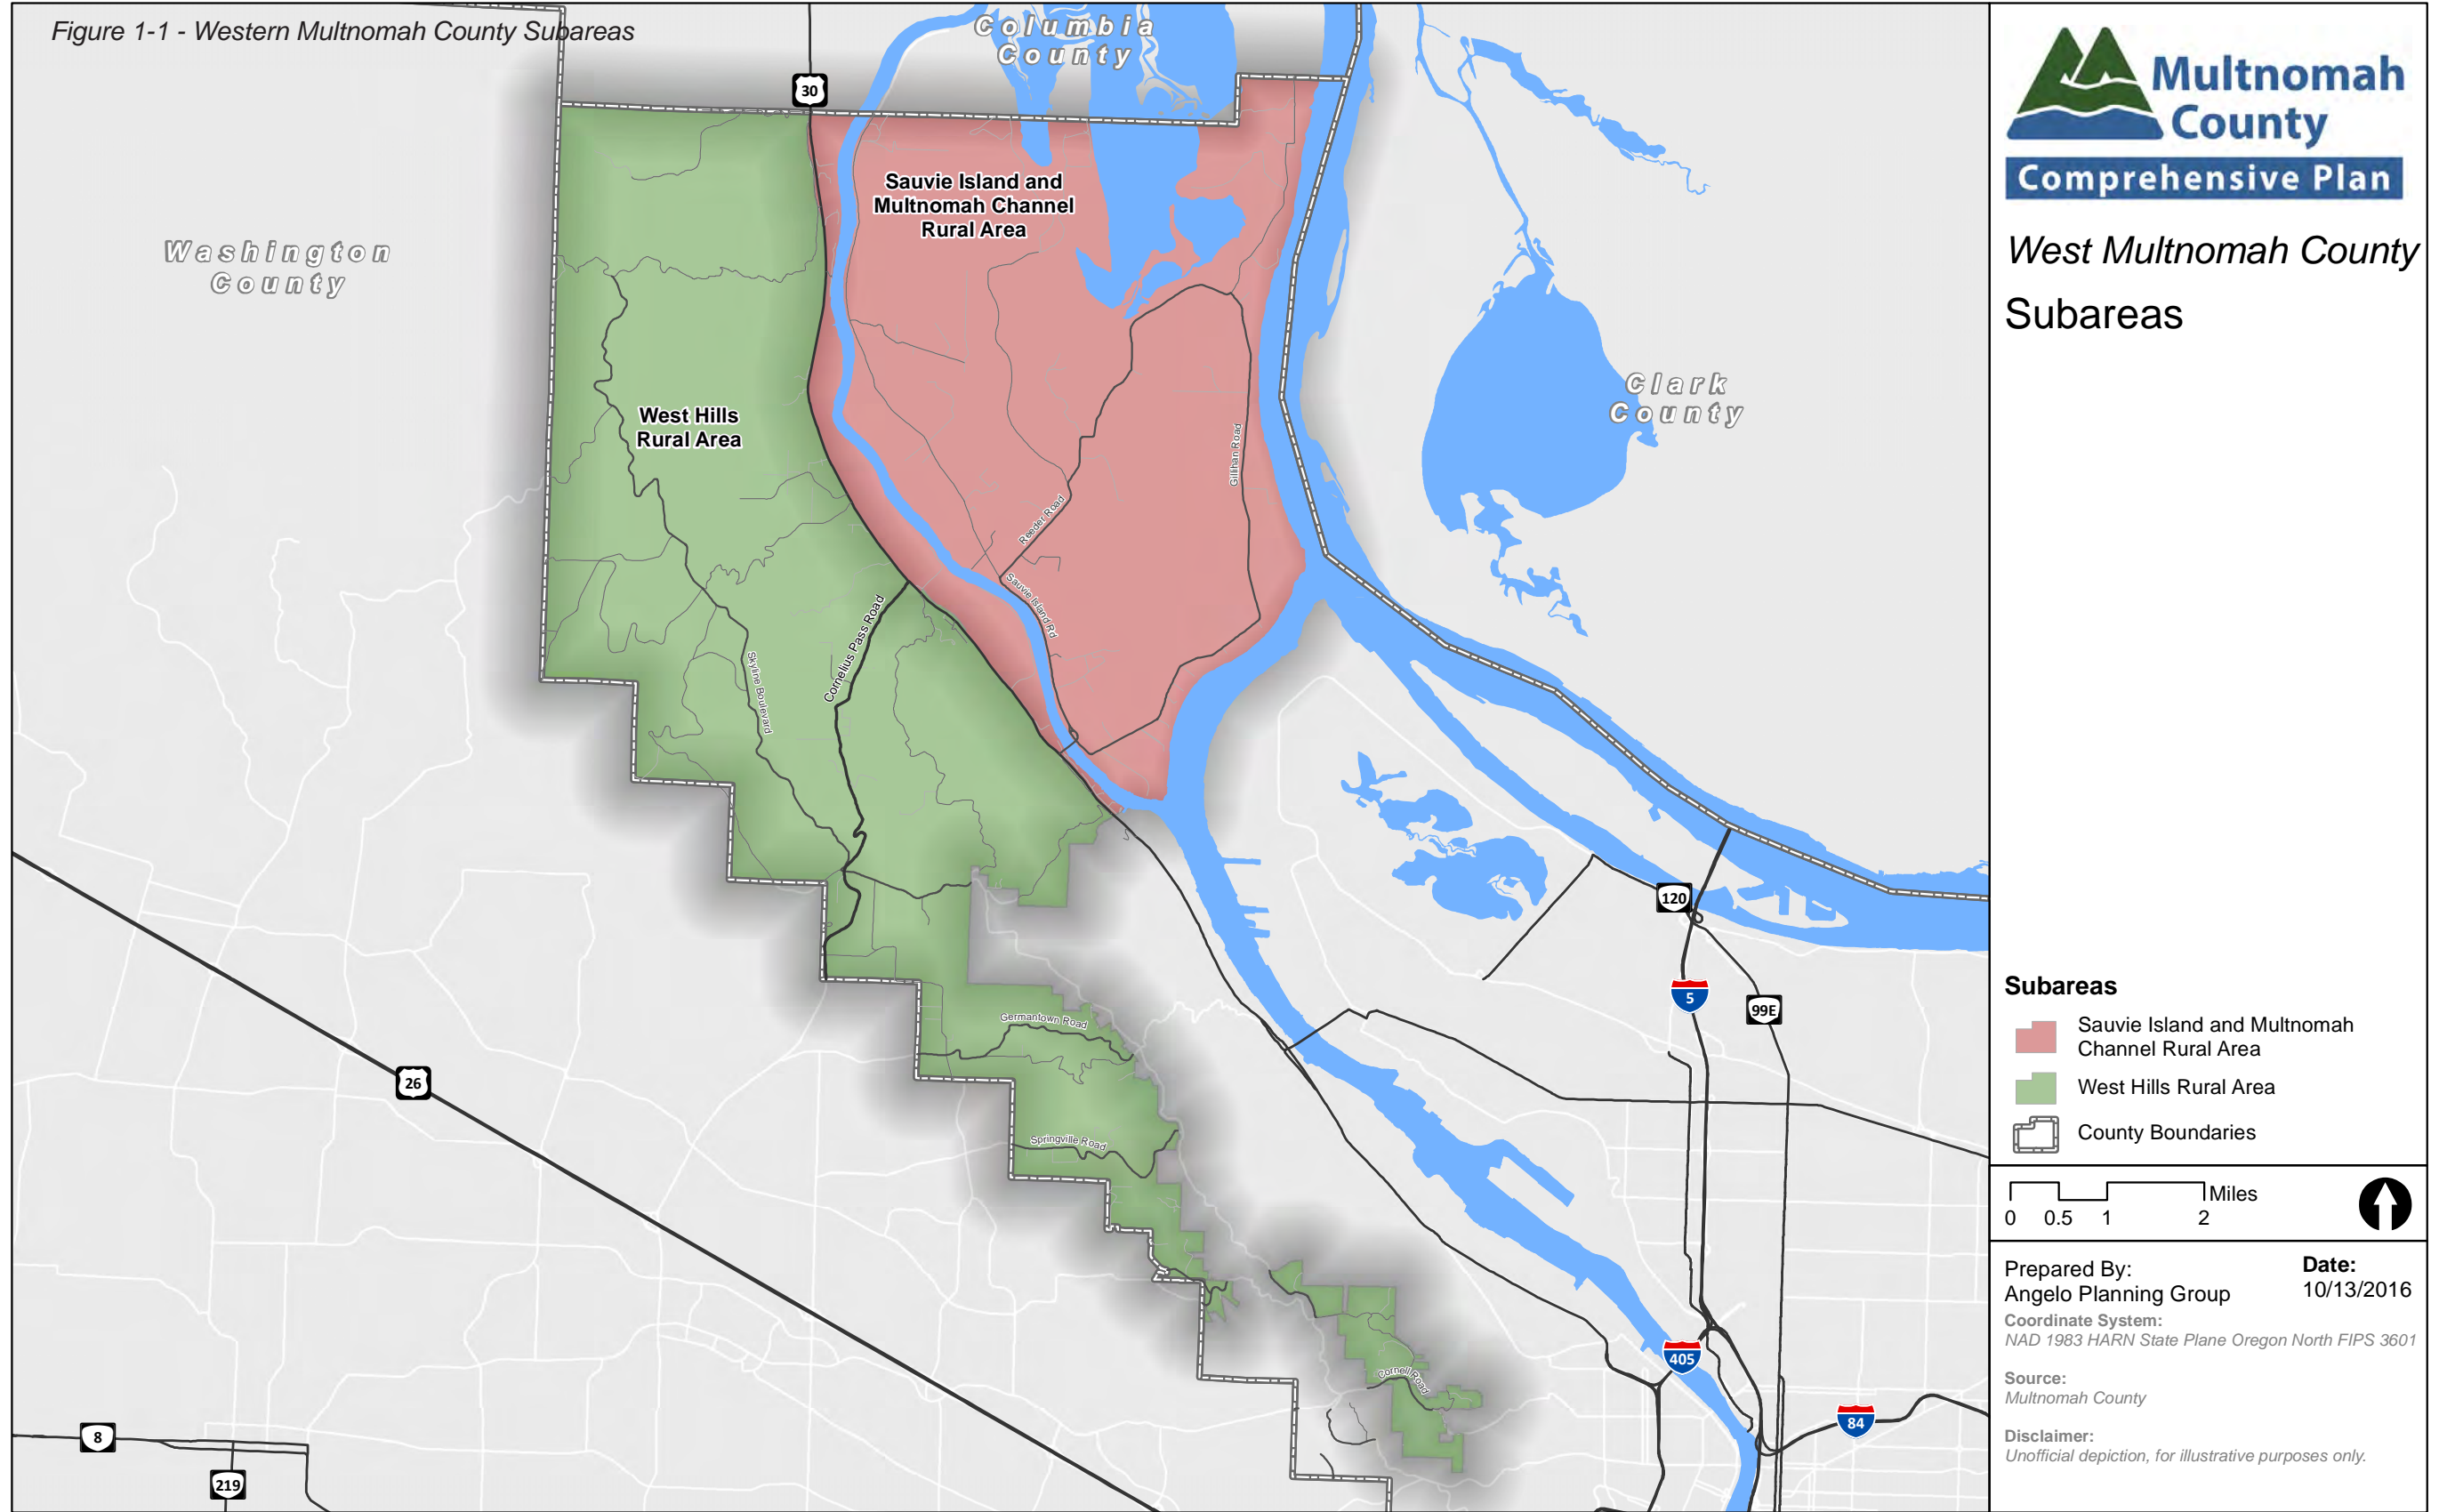 Figure 1-1 - Western Multnomah County Subareas
Columbia
County
30
Sauvie Island and
Multnomah Channel
Rural Area
Washington
County
Clark
County
West Hills
Rural Area
Gillihan Road
Reeder Road
Sauvie Island Rd
Cornelius Pass Road
Skyline Boulevard
120
5
99E
Germantown Road
26
Springville Road
405
Cornell Road
84
8
219
Multnomah
County
Comprehensive Plan
West Multnomah County
Subareas
Subareas
Sauvie Island and Multnomah
Channel Rural Area
West Hills Rural Area
County Boundaries
Miles
0 0.5 1 2
Prepared By:
Angelo Planning Group
Date:
10/13/2016
Coordinate System:
NAD 1983 HARN State Plane Oregon North FIPS 3601
Source:
Multnomah County
Disclaimer:
Unofficial depiction, for illustrative purposes only.